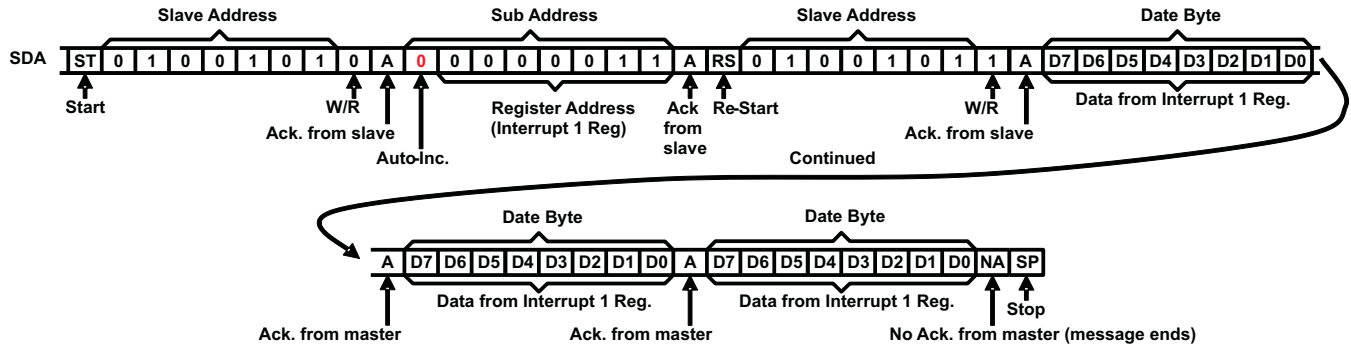 Slave Address Sub Address Slave Address Date Byte
SDA ST 0 1 0 0 1 0 1 0 A 0 0 0 0 0 0 1 1 A RS 0 1 0 0 1 0 1 1 A D7 D6 D5 D4 D3 D2 D1 D0
Start W/R Register Address Ack Re-Start W/R Data from Interrupt 1 Reg.
Ack. from slave (Interrupt 1 Reg) from Ack. from slave
slave
Auto-Inc. Continued
Date Byte Date Byte
A D7 D6 D5 D4 D3 D2 D1 D0 A D7 D6 D5 D4 D3 D2 D1 D0 NA SP
Data from Interrupt 1 Reg. Data from Interrupt 1 Reg. Stop
Ack. from master Ack. from master No Ack. from master (message ends)